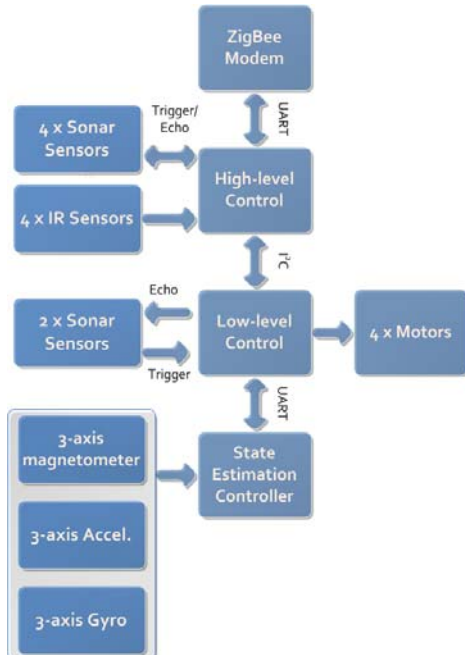 ZigBee
Modem
UART
Trigger/
Echo
4 x Sonar
Sensors
High-level
Control
4 x IR Sensors
I²C
Echo
2 x Sonar
Sensors
Low-level
Control
4 x Motors
Trigger
UART
3-axis
magnetometer
State
Estimation
Controller
3-axis Accel.
3-axis Gyro